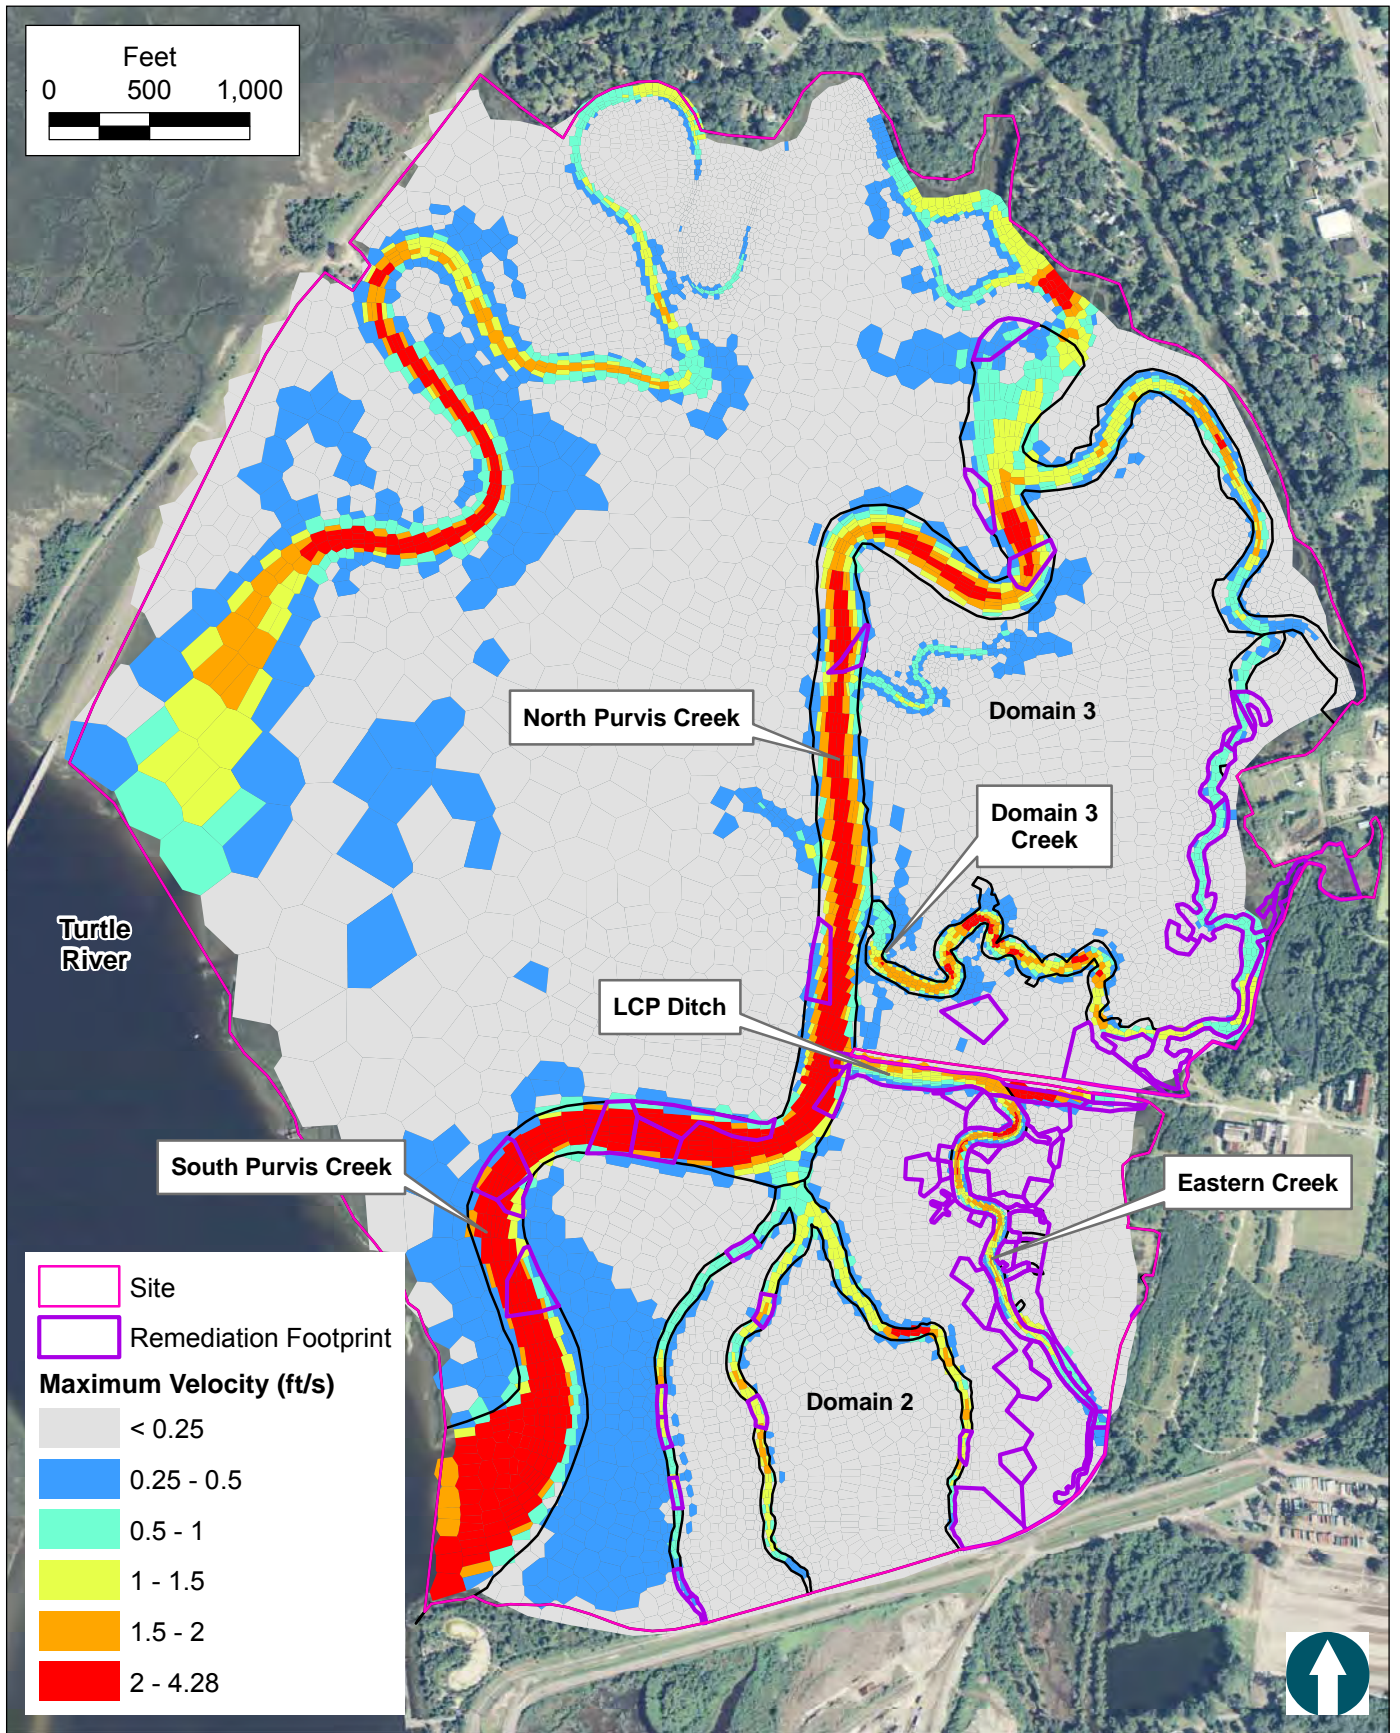 Feet
0 500 1,000
North Purvis Creek
Domain 3
Domain 3
Creek
Turtle
River
LCP Ditch
South Purvis Creek
Eastern Creek
Domain 2
Site
Remediation Footprint
Maximum Velocity (ft/s)
< 0.25
0.25 - 0.5
0.5 - 1
1 - 1.5
1.5 - 2
2 - 4.28